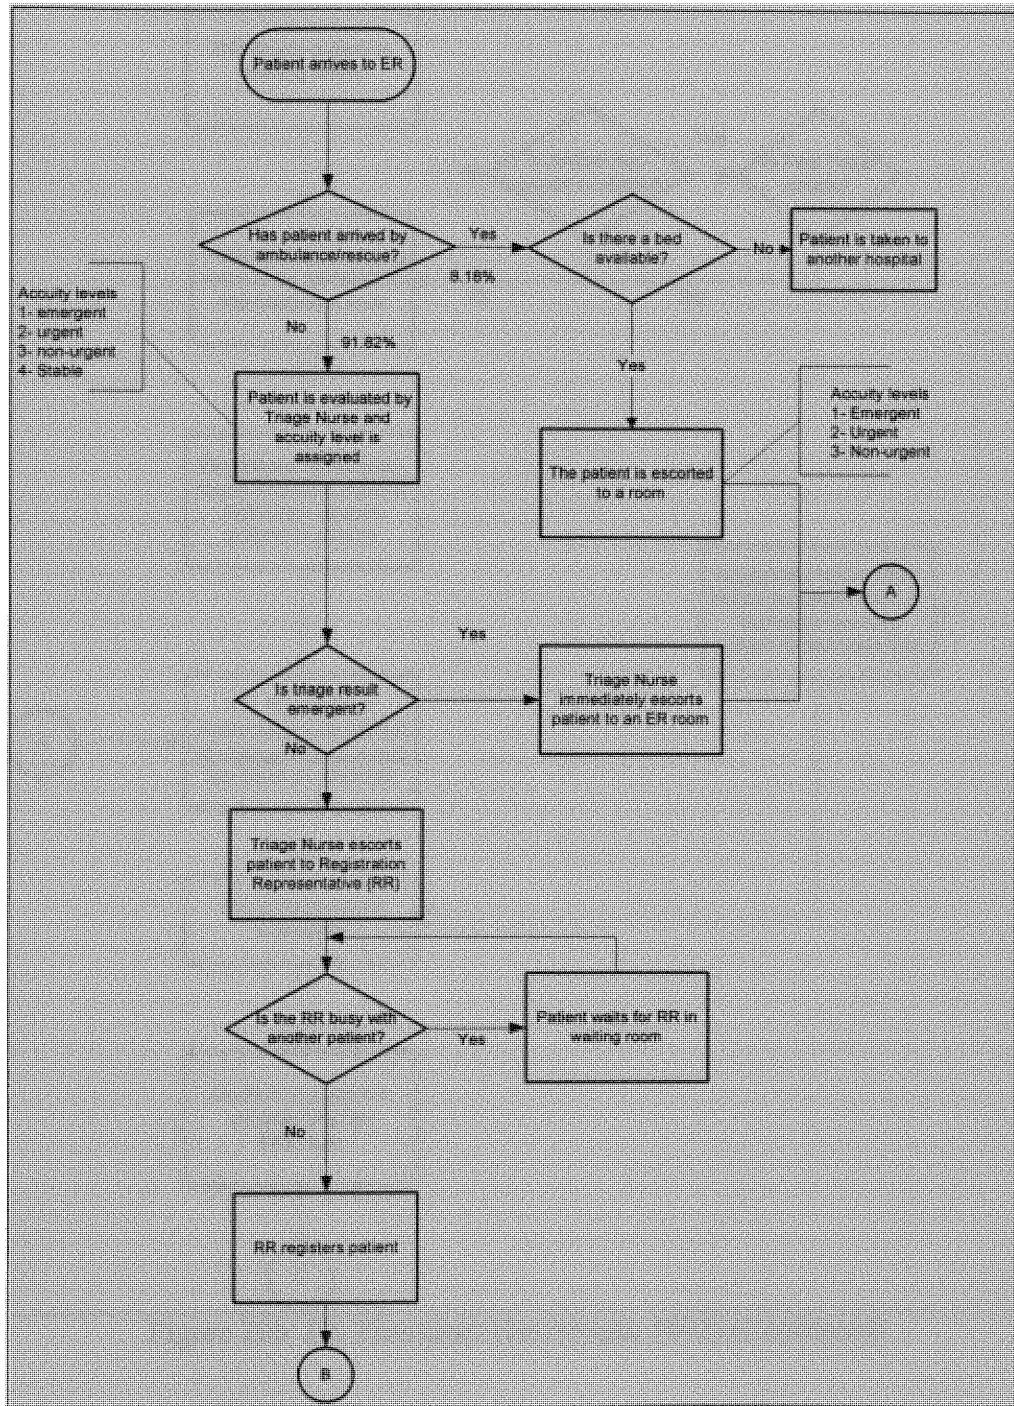 Patient arrives to ER
Has patient arrived by
ambulance/rescue?
Yes
8.18%
Is there a bed
available?
No
Patient is taken to
another hospital
Accuity levels
1- emergent
2- urgent
3- non-urgent
4- Stable
No
91.82%
Yes
Patient is evaluated by
Triage Nurse and
accuity level is
assigned
Accuity levels
1- Emergent
2- Urgent
3- Non-urgent
The patient is escorted
to a room
A
Yes
Is triage result
emergent?
Triage Nurse
immediately escorts
patient to an ER room
No
Triage Nurse escorts
patient to Registration
Representative (RR)
Is the RR busy with
another patient?
Yes
Patient waits for RR in
waiting room
No
RR registers patient
B